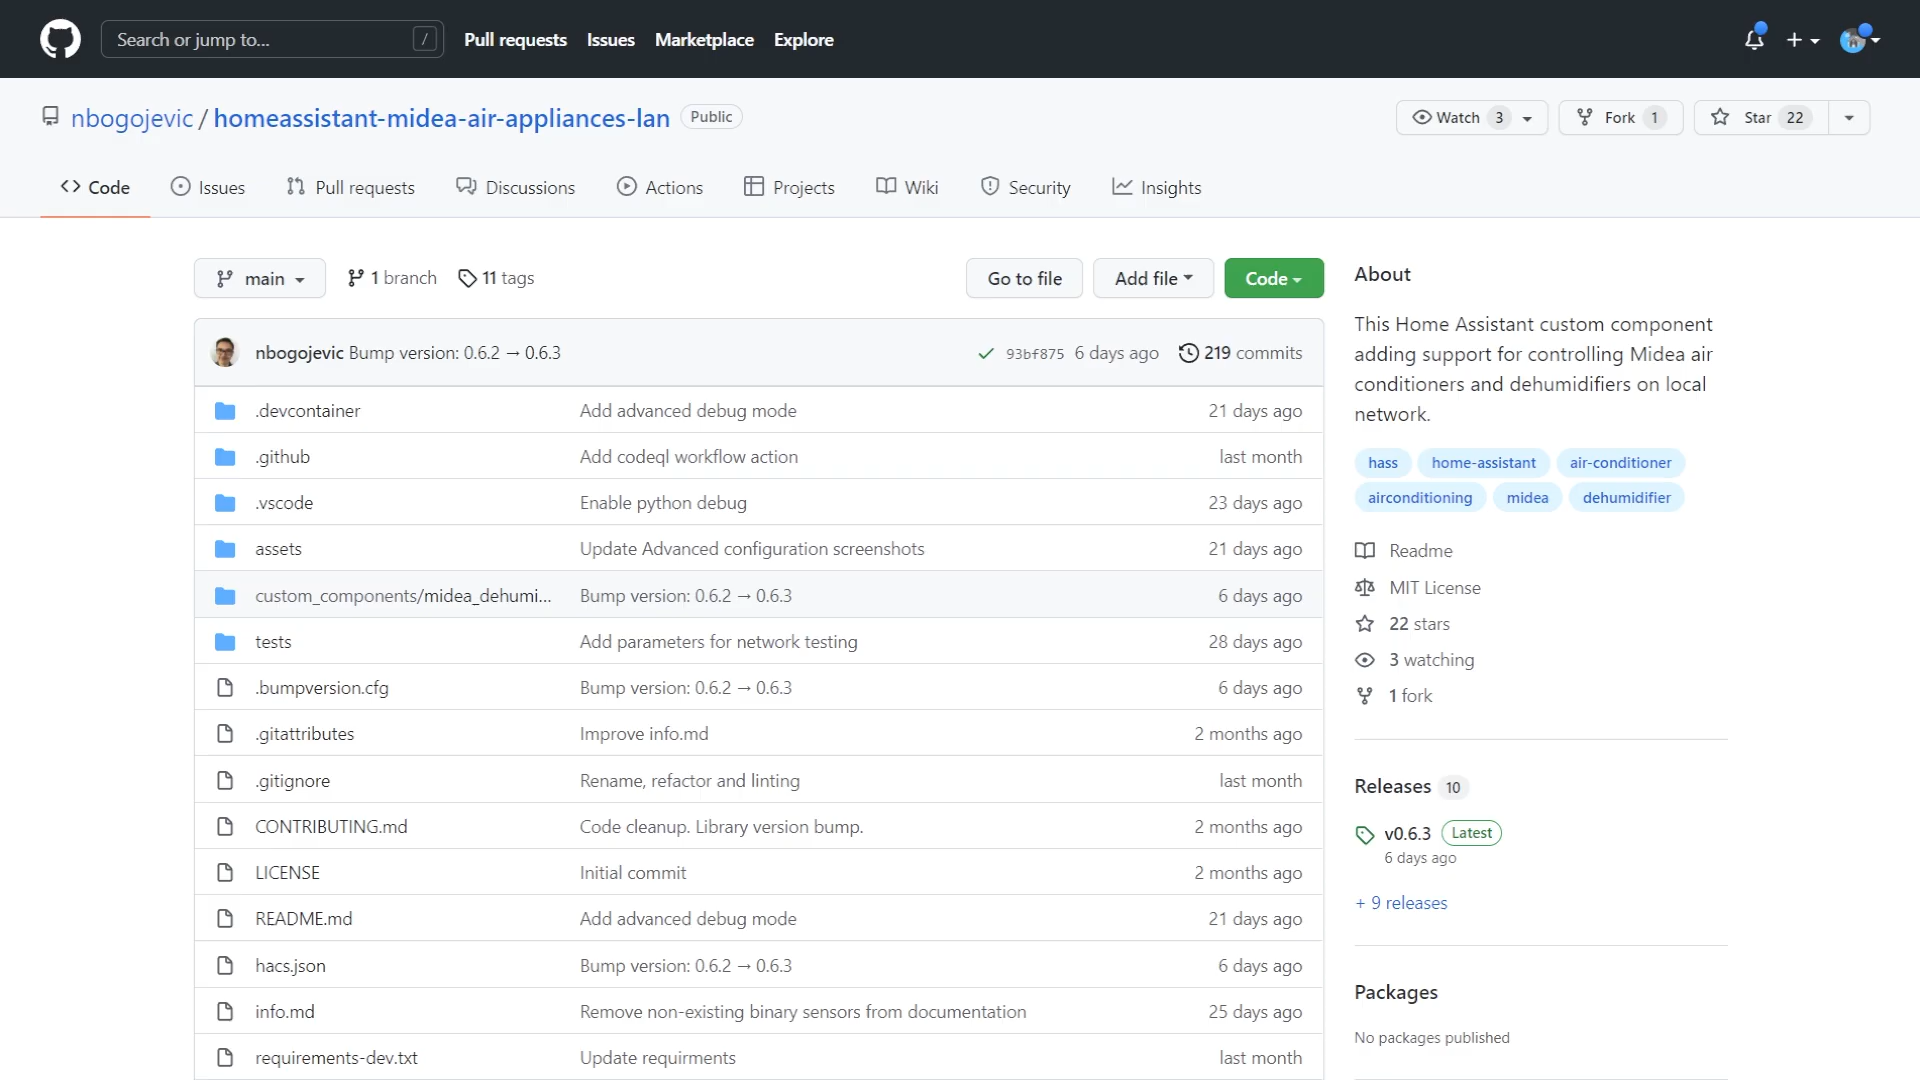 Search or jump to... /
Pull requests Issues Marketplace Explore
nbogojevic / homeassistant-midea-air-appliances-lan Public
Watch 3 Fork 1 Star 22
Code Issues Pull requests Discussions Actions Projects Wiki Security Insights
main 1 branch 11 tags Go to file Add file Code
nbogojevic Bump version: 0.6.2 → 0.6.3 93bf875 6 days ago 219 commits
.devcontainer Add advanced debug mode 21 days ago
.github Add codeql workflow action last month
.vscode Enable python debug 23 days ago
assets Update Advanced configuration screenshots 21 days ago
custom_components/midea_dehumi... Bump version: 0.6.2 → 0.6.3 6 days ago
tests Add parameters for network testing 28 days ago
.bumpversion.cfg Bump version: 0.6.2 → 0.6.3 6 days ago
.gitattributes Improve info.md 2 months ago
.gitignore Rename, refactor and linting last month
CONTRIBUTING.md Code cleanup. Library version bump. 2 months ago
LICENSE Initial commit 2 months ago
README.md Add advanced debug mode 21 days ago
hacs.json Bump version: 0.6.2 → 0.6.3 6 days ago
info.md Remove non-existing binary sensors from documentation 25 days ago
requirements-dev.txt Update requirments last month
About
This Home Assistant custom component
adding support for controlling Midea air
conditioners and dehumidifiers on local
network.
hass home-assistant air-conditioner
airconditioning midea dehumidifier
Readme
MIT License
22 stars
3 watching
1 fork
Releases 10
v0.6.3 Latest
6 days ago
+ 9 releases
Packages
No packages published